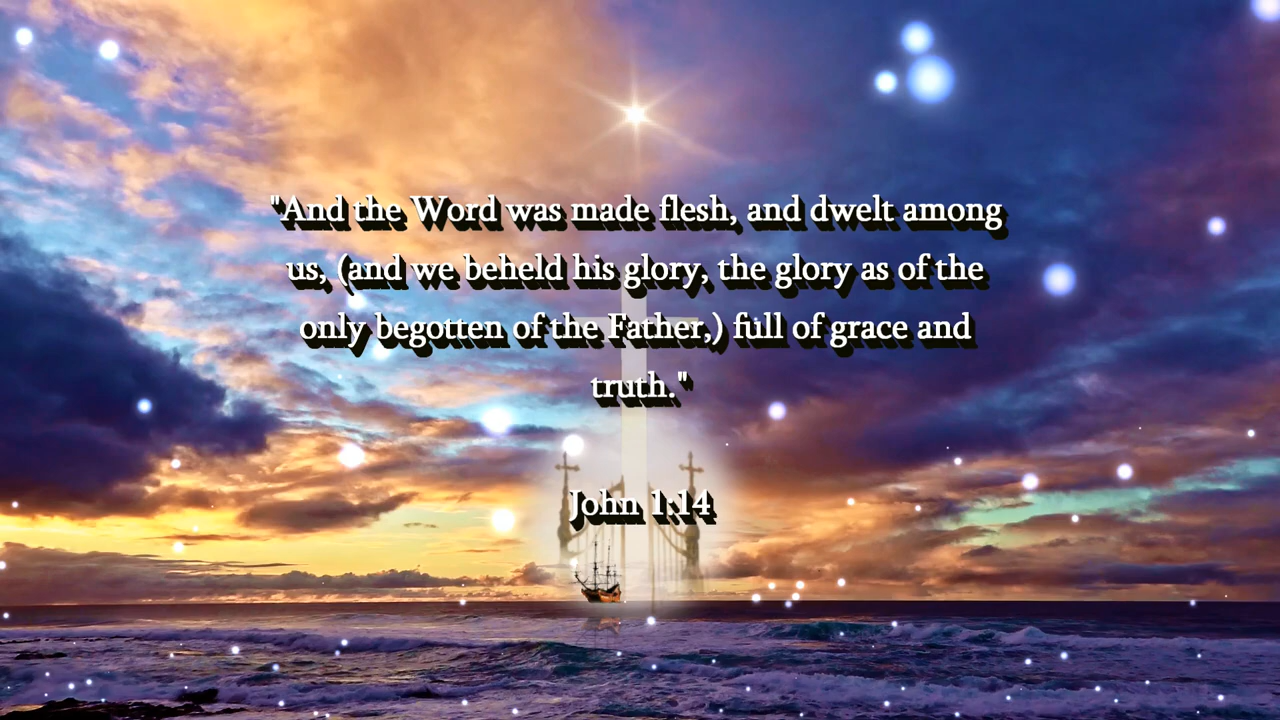 "And the Word was made flesh, and dwelt among
us, (and we beheld his glory, the glory as of the
only begotten of the Father,) full of grace and
truth."
John 1:14